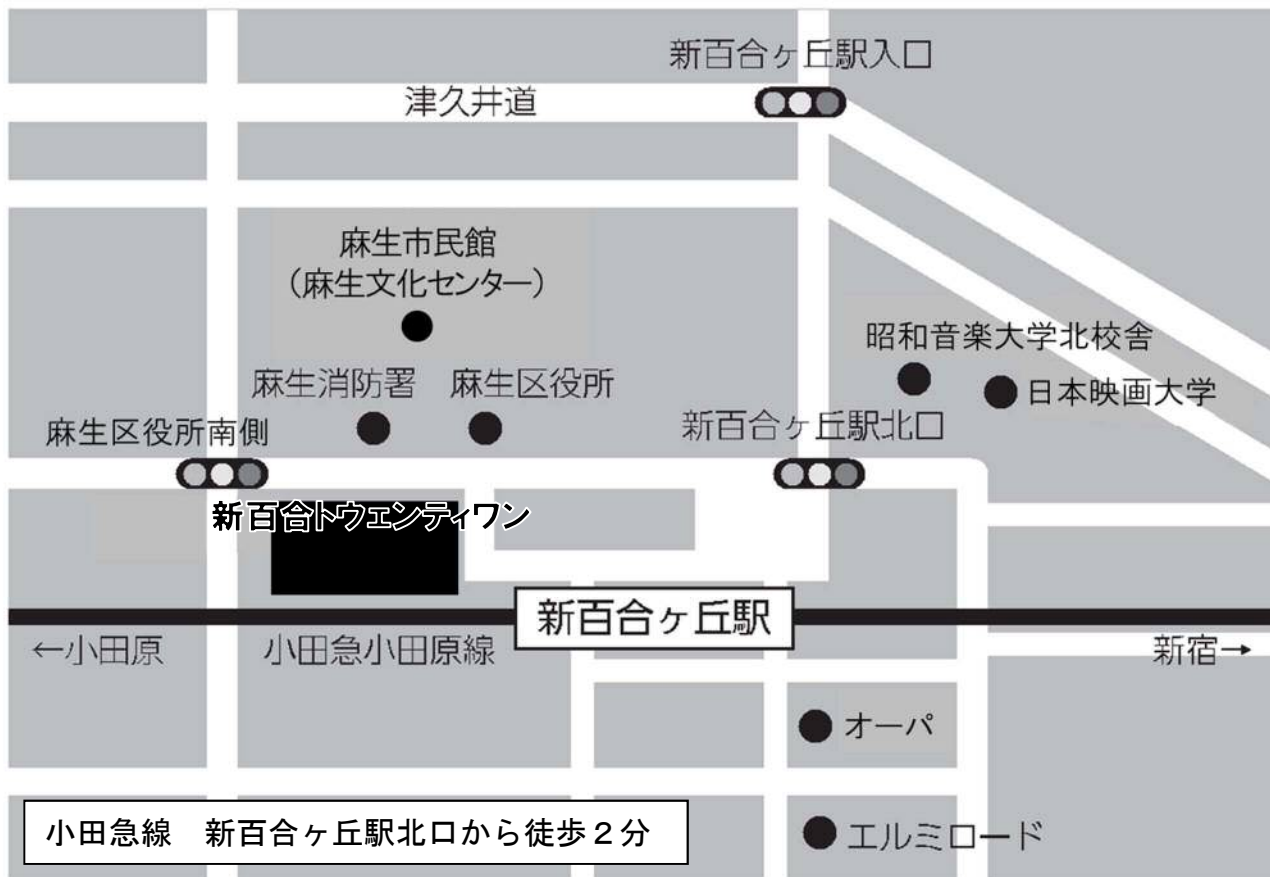 新百合ヶ丘駅入口
津久井道
麻生市民館
(麻生文化センター)
昭和音楽大学北校舎
麻生消防署
麻生区役所
日本映画大学
麻生区役所南側
新百合ヶ丘駅北口
新百合トウエンティワン
新百合ヶ丘駅
←小田原
小田急小田原線
新宿→
オーパ
小田急線 新百合ヶ丘駅北口から徒歩2分
エルミロード